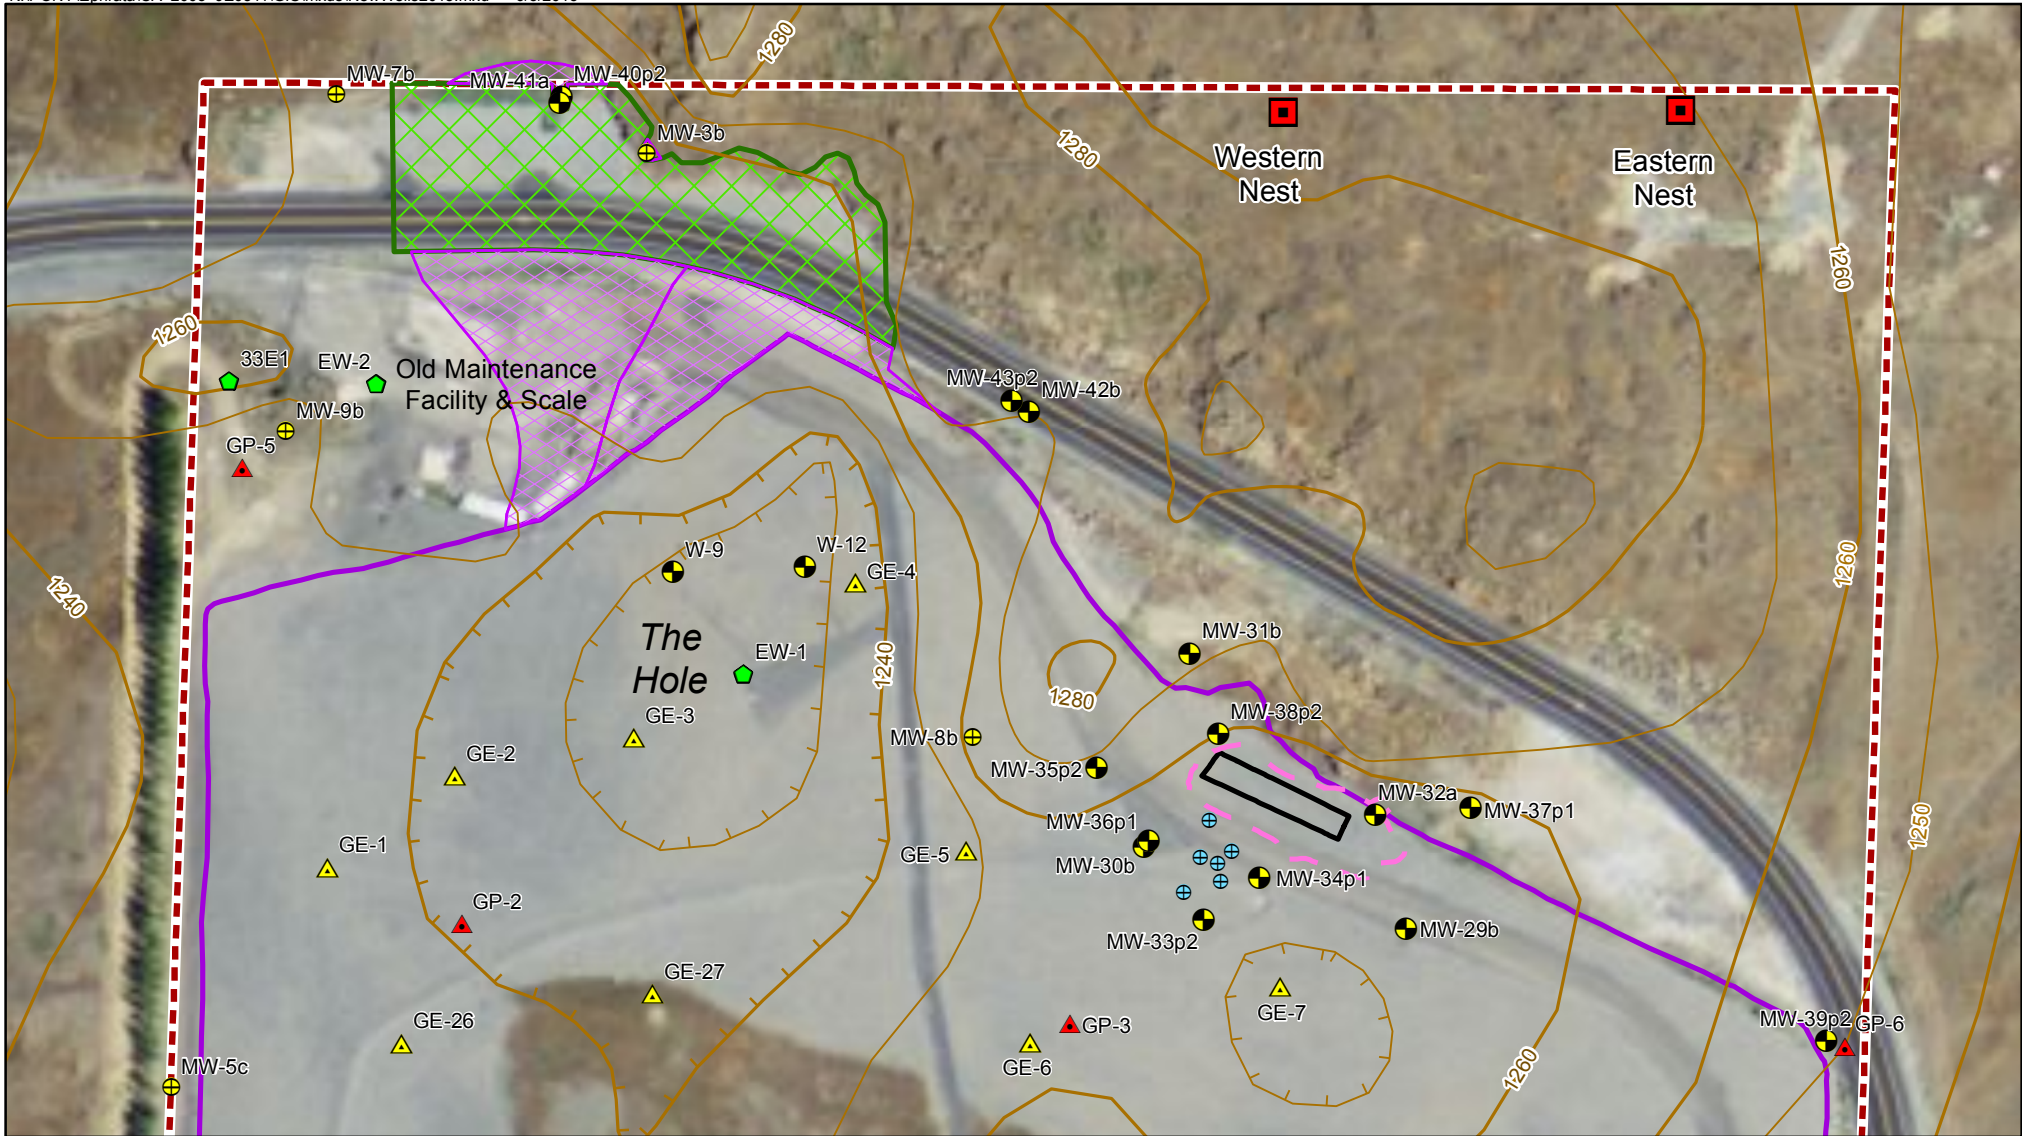 1280
MW-7b
MW-41a
MW-40p2
MW-3b
1280
Western
Nest
Eastern
Nest
1260
1260
33E1
EW-2
Old Maintenance
Facility & Scale
MW-9b
GP-5
MW-43p2
MW-42b
W-9
W-12
GE-4
1240
1260
The
Hole
EW-1
1240
MW-31b
1280
GE-3
MW-38p2
MW-8b
GE-2
MW-35p2
MW-32a
MW-37p1
MW-36p1
1250
GE-1
GE-5
MW-30b
MW-34p1
GP-2
MW-33p2
MW-29b
GE-27
GE-7
GE-26
GP-3
MW-39p2
GP-6
GE-6
1260
MW-5c